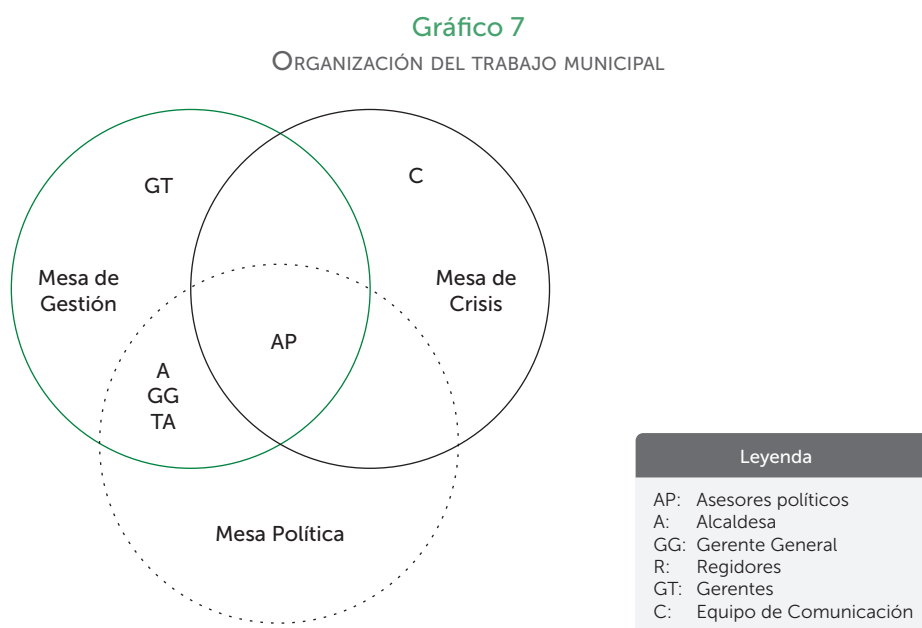 Gráfico 7
Organización del trabajo municipal
GT
C
Mesa de
Gestión
Mesa de
Crisis
AP
A
GG
TA
Mesa Política
Leyenda
AP: Asesores políticos
A: Alcaldesa
GG: Gerente General
R: Regidores
GT: Gerentes
C: Equipo de Comunicación